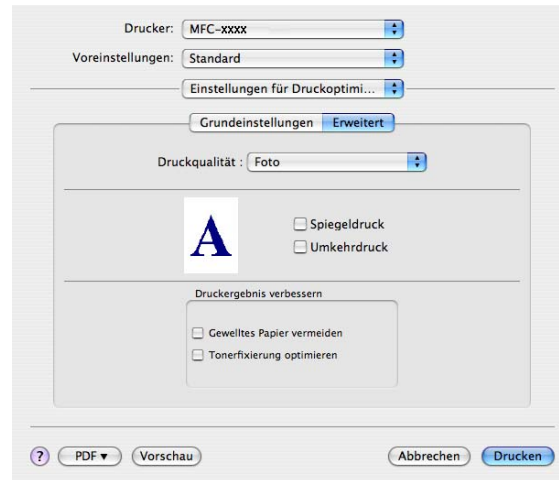 Drucker: MFC-xxxx
Voreinstellungen: Standard
Einstellungen für Druckoptimi...
Grundeinstellungen Erweitert
Druckqualität : Foto
A
Spiegeldruck
Umkehrdruck
Druckergebnis verbessern
Gewelltes Papier vermeiden
Tonerfixierung optimieren
? PDF ▼ Vorschau Abbrechen Drucken